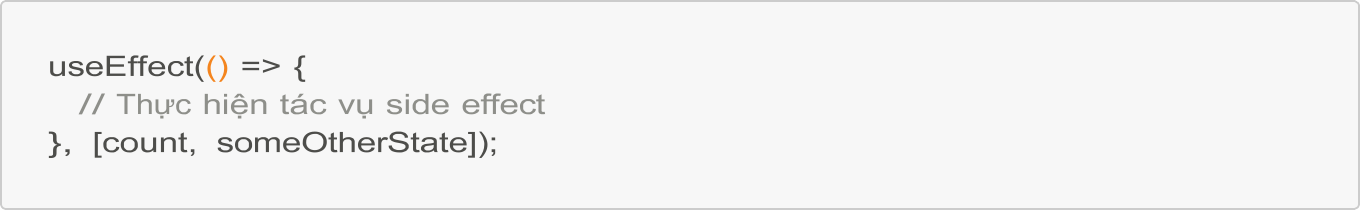 useEffect(() => {
// Thực hiện tác vụ side effect
}, [count, someOtherState]);